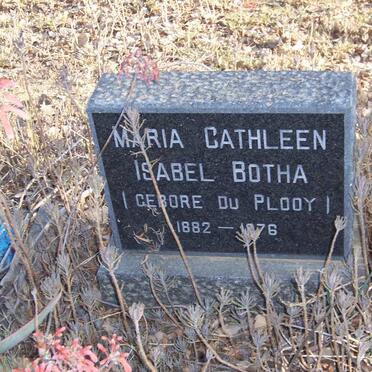 MARIA CATHLEEN
ISABEL BOTHA
( GEBORE DU PLOOY )
1882 –